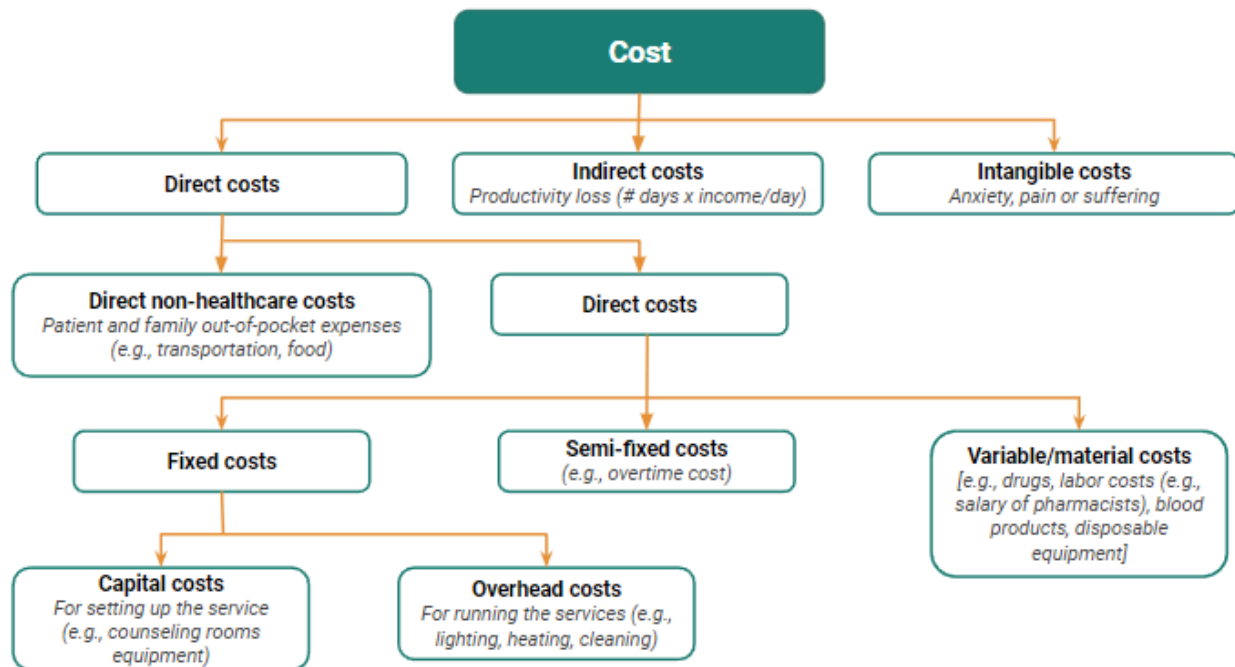 Cost
Direct costs
Indirect costs
Productivity loss (# days x income/day)
Intangible costs
Anxiety, pain or suffering
Direct non-healthcare costs
Patient and family out-of-pocket expenses
(e.g., transportation, food)
Direct costs
Fixed costs
Semi-fixed costs
(e.g., overtime cost)
Variable/material costs
[e.g., drugs, labor costs (e.g.,
salary of pharmacists), blood
products, disposable
equipment]
Capital costs
For setting up the service
(e.g., counseling rooms
equipment)
Overhead costs
For running the services (e.g.,
lighting, heating, cleaning)